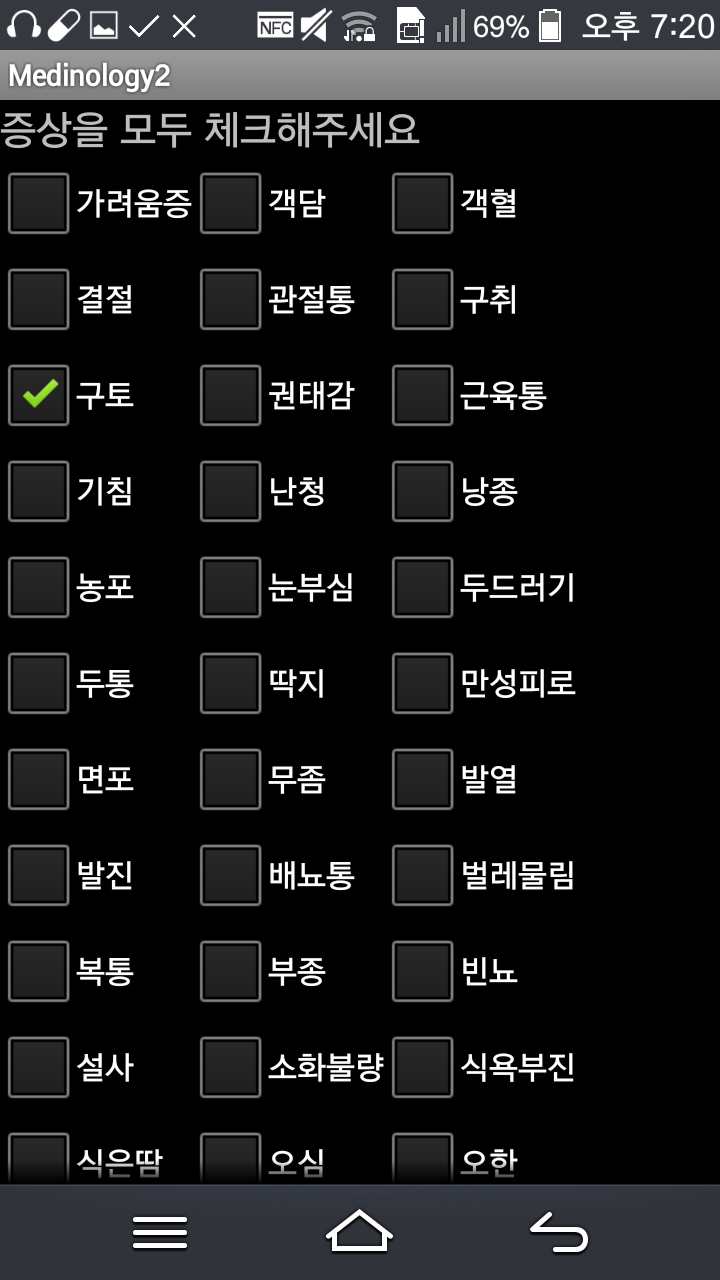 NFC 69% 오후 7:20
Medinology2
증상을 모두 체크해주세요
가려움증 객담 객혈
결절 관절통 구취
구토 권태감 근육통
기침 난청 낭종
농포 눈부심 두드러기
두통 딱지 만성피로
면포 무좀 발열
발진 배뇨통 벌레물림
복통 부종 빈뇨
설사 소화불량 식욕부진
식은땀 오심 오한